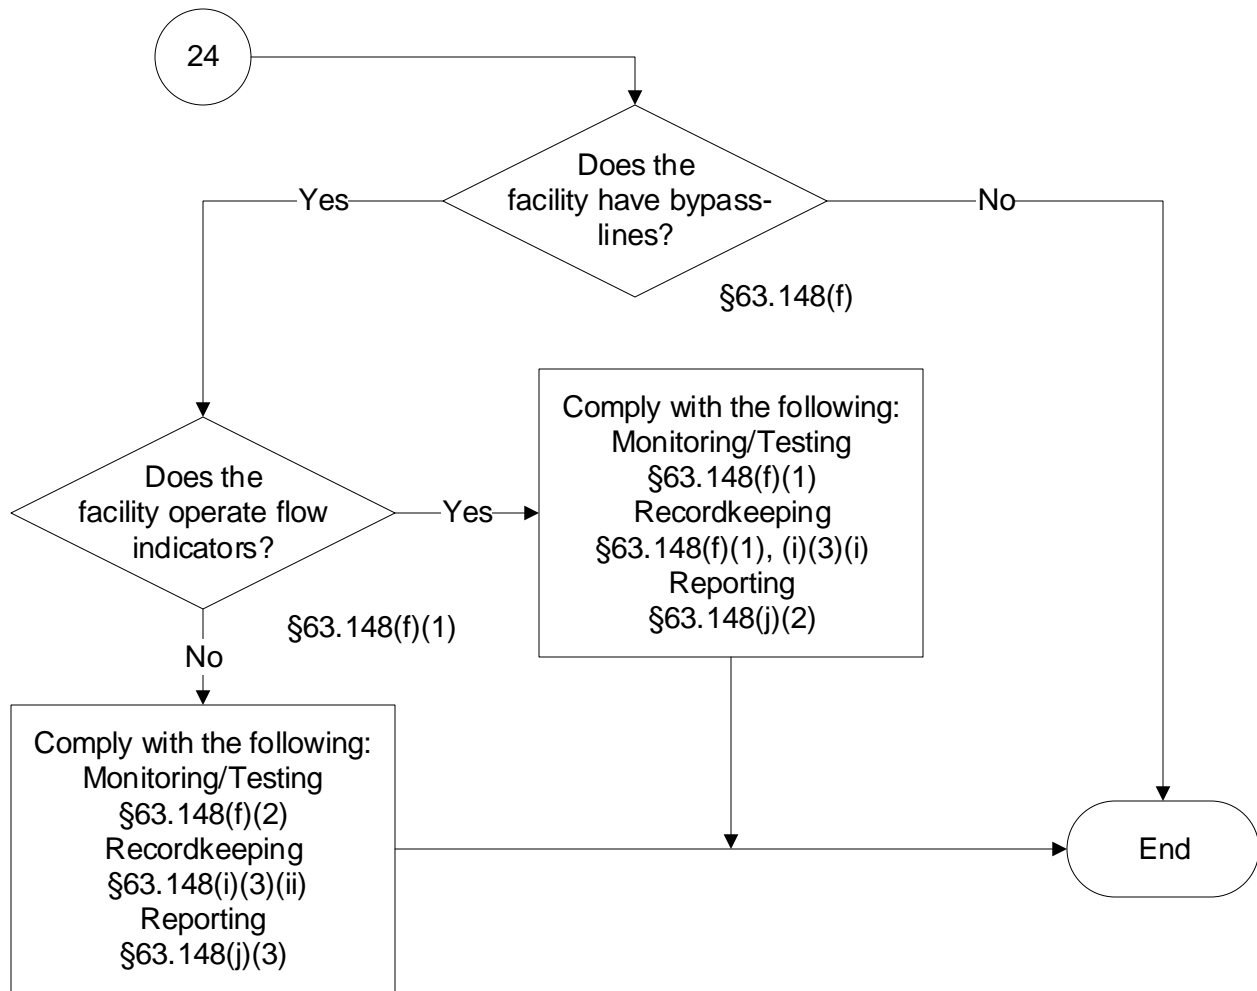 24
Does the
facility have bypass-
lines?
Yes
No
§63.148(f)
Comply with the following:
Monitoring/Testing
§63.148(f)(1)
Recordkeeping
§63.148(f)(1), (i)(3)(i)
Reporting
§63.148(j)(2)
Does the
facility operate flow
indicators?
Yes
§63.148(f)(1)
No
Comply with the following:
Monitoring/Testing
§63.148(f)(2)
Recordkeeping
§63.148(i)(3)(ii)
Reporting
§63.148(j)(3)
End